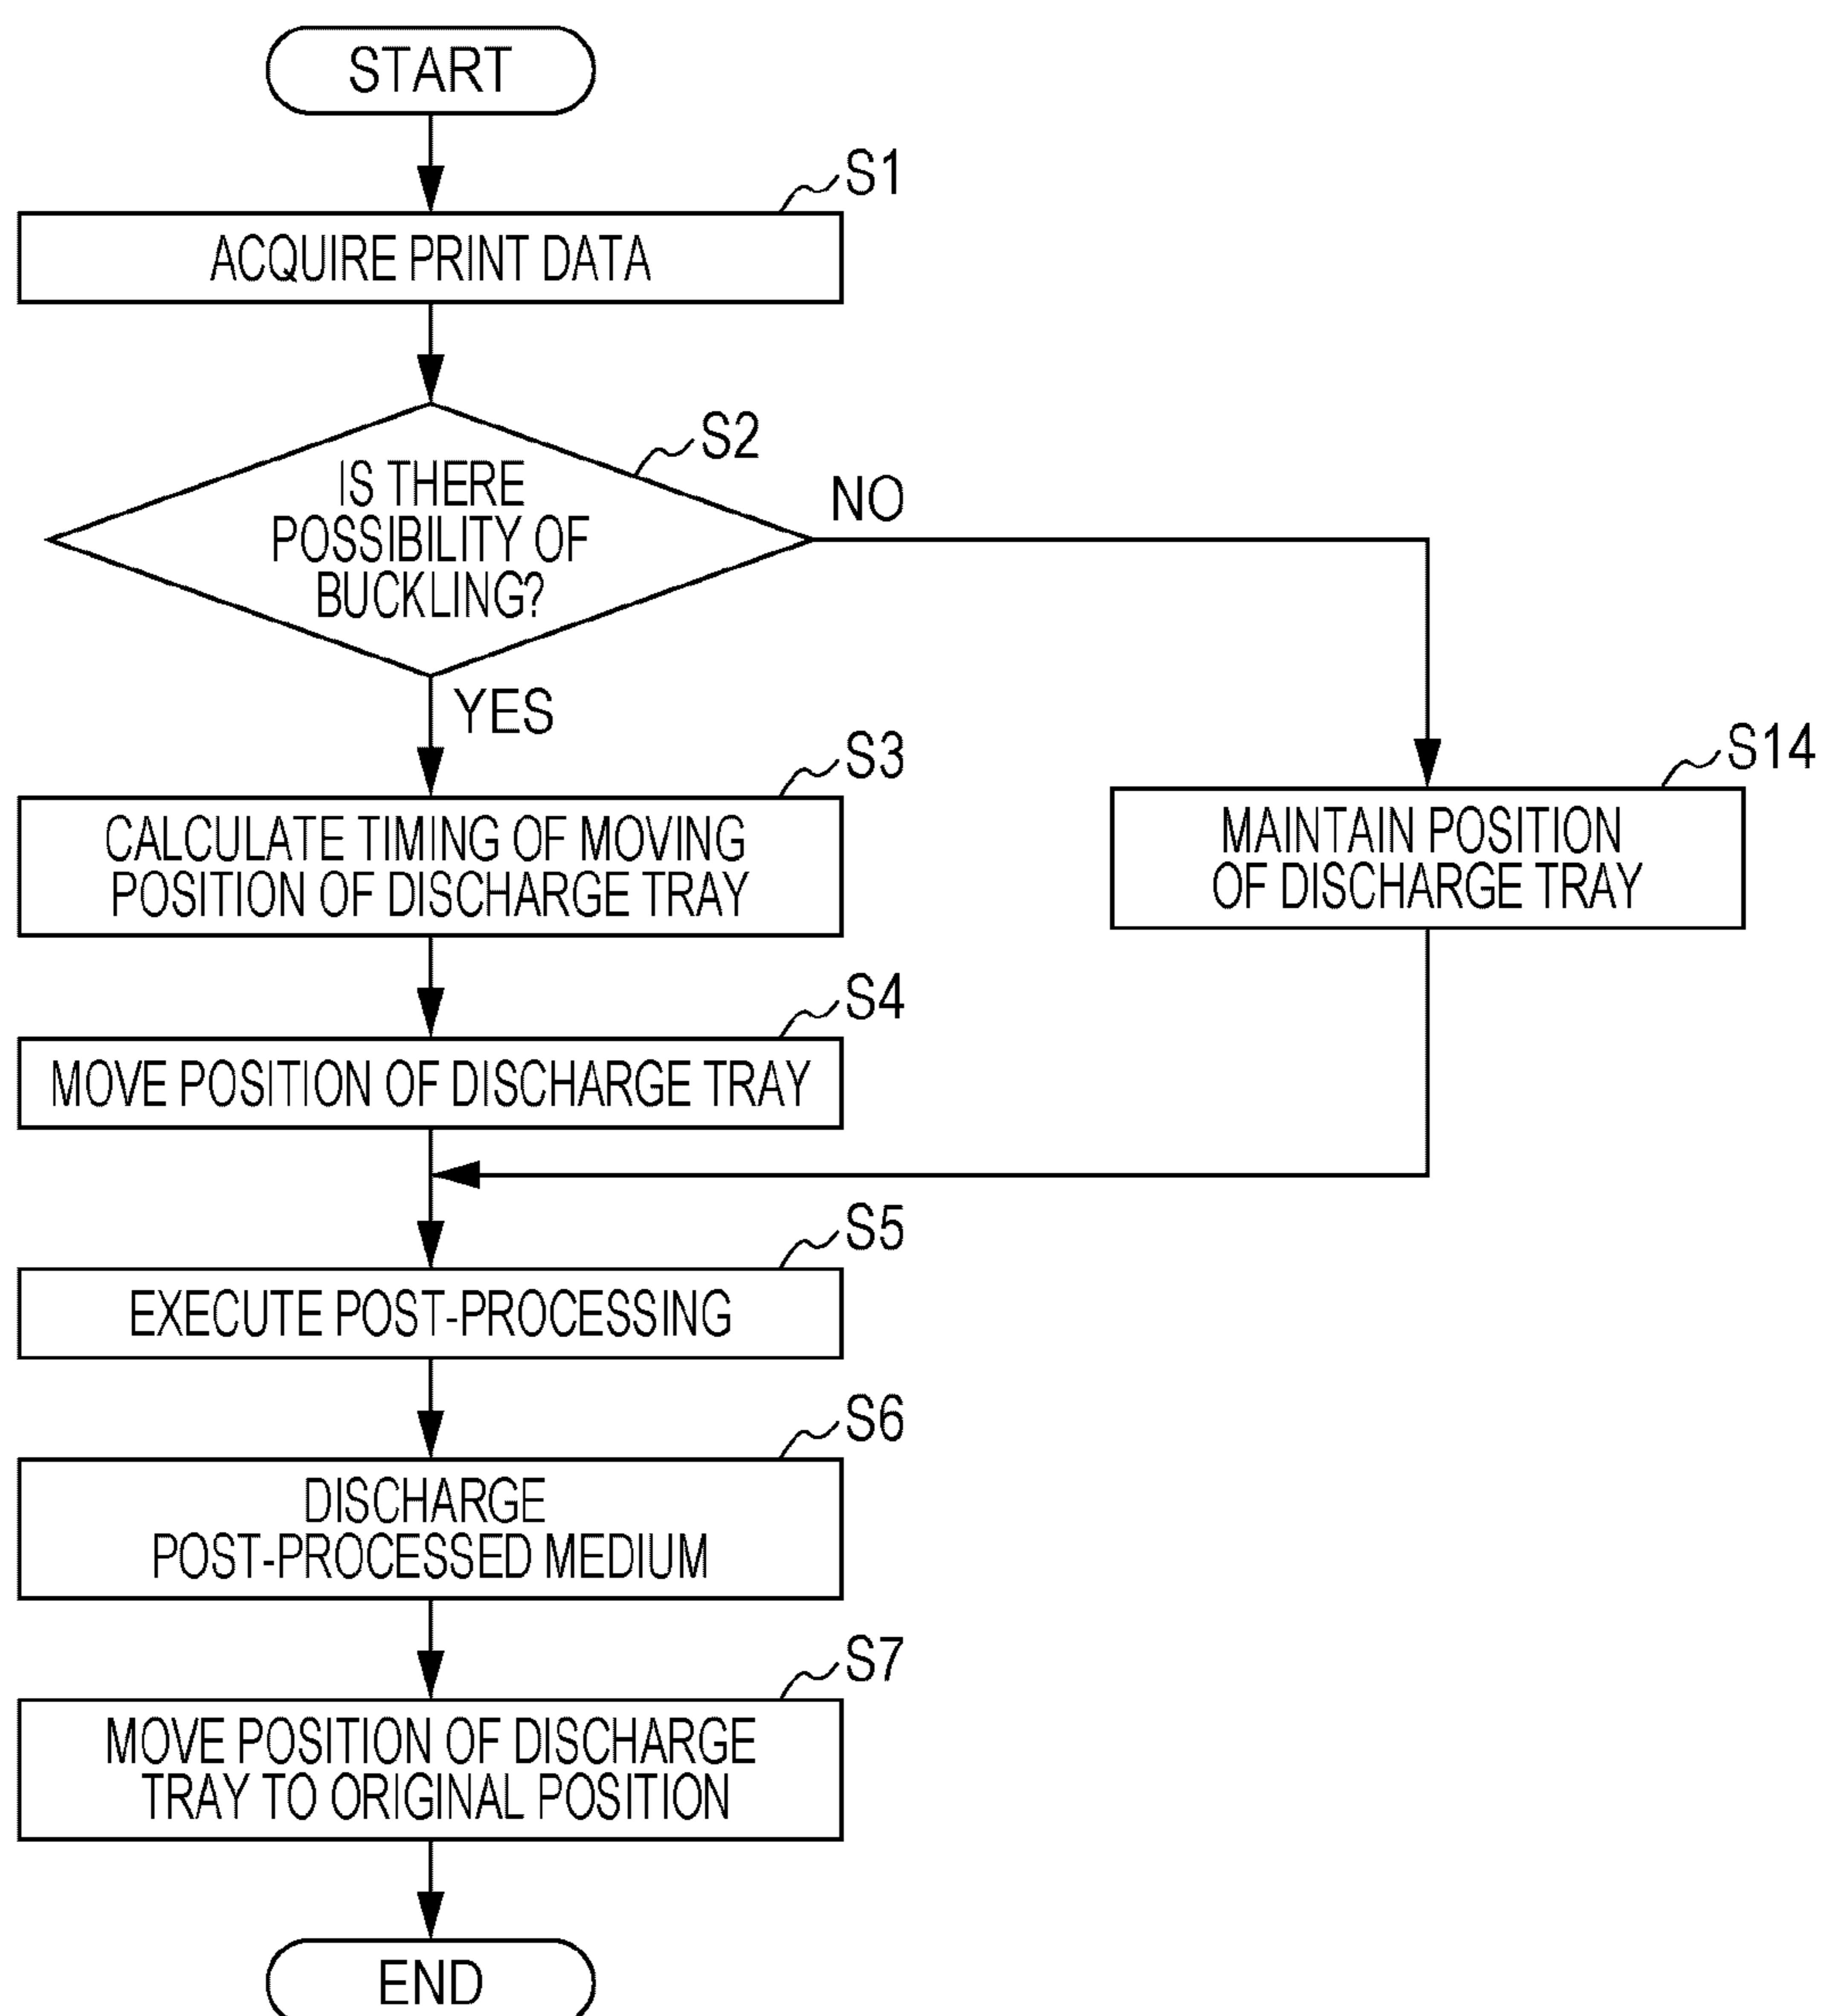 START
S1
ACQUIRE PRINT DATA
S2
IS THERE
POSSIBILITY OF
BUCKLING?
NO
YES
S3
CALCULATE TIMING OF MOVING
POSITION OF DISCHARGE TRAY
S14
MAINTAIN POSITION
OF DISCHARGE TRAY
S4
MOVE POSITION OF DISCHARGE TRAY
S5
EXECUTE POST-PROCESSING
S6
DISCHARGE
POST-PROCESSED MEDIUM
S7
MOVE POSITION OF DISCHARGE
TRAY TO ORIGINAL POSITION
END